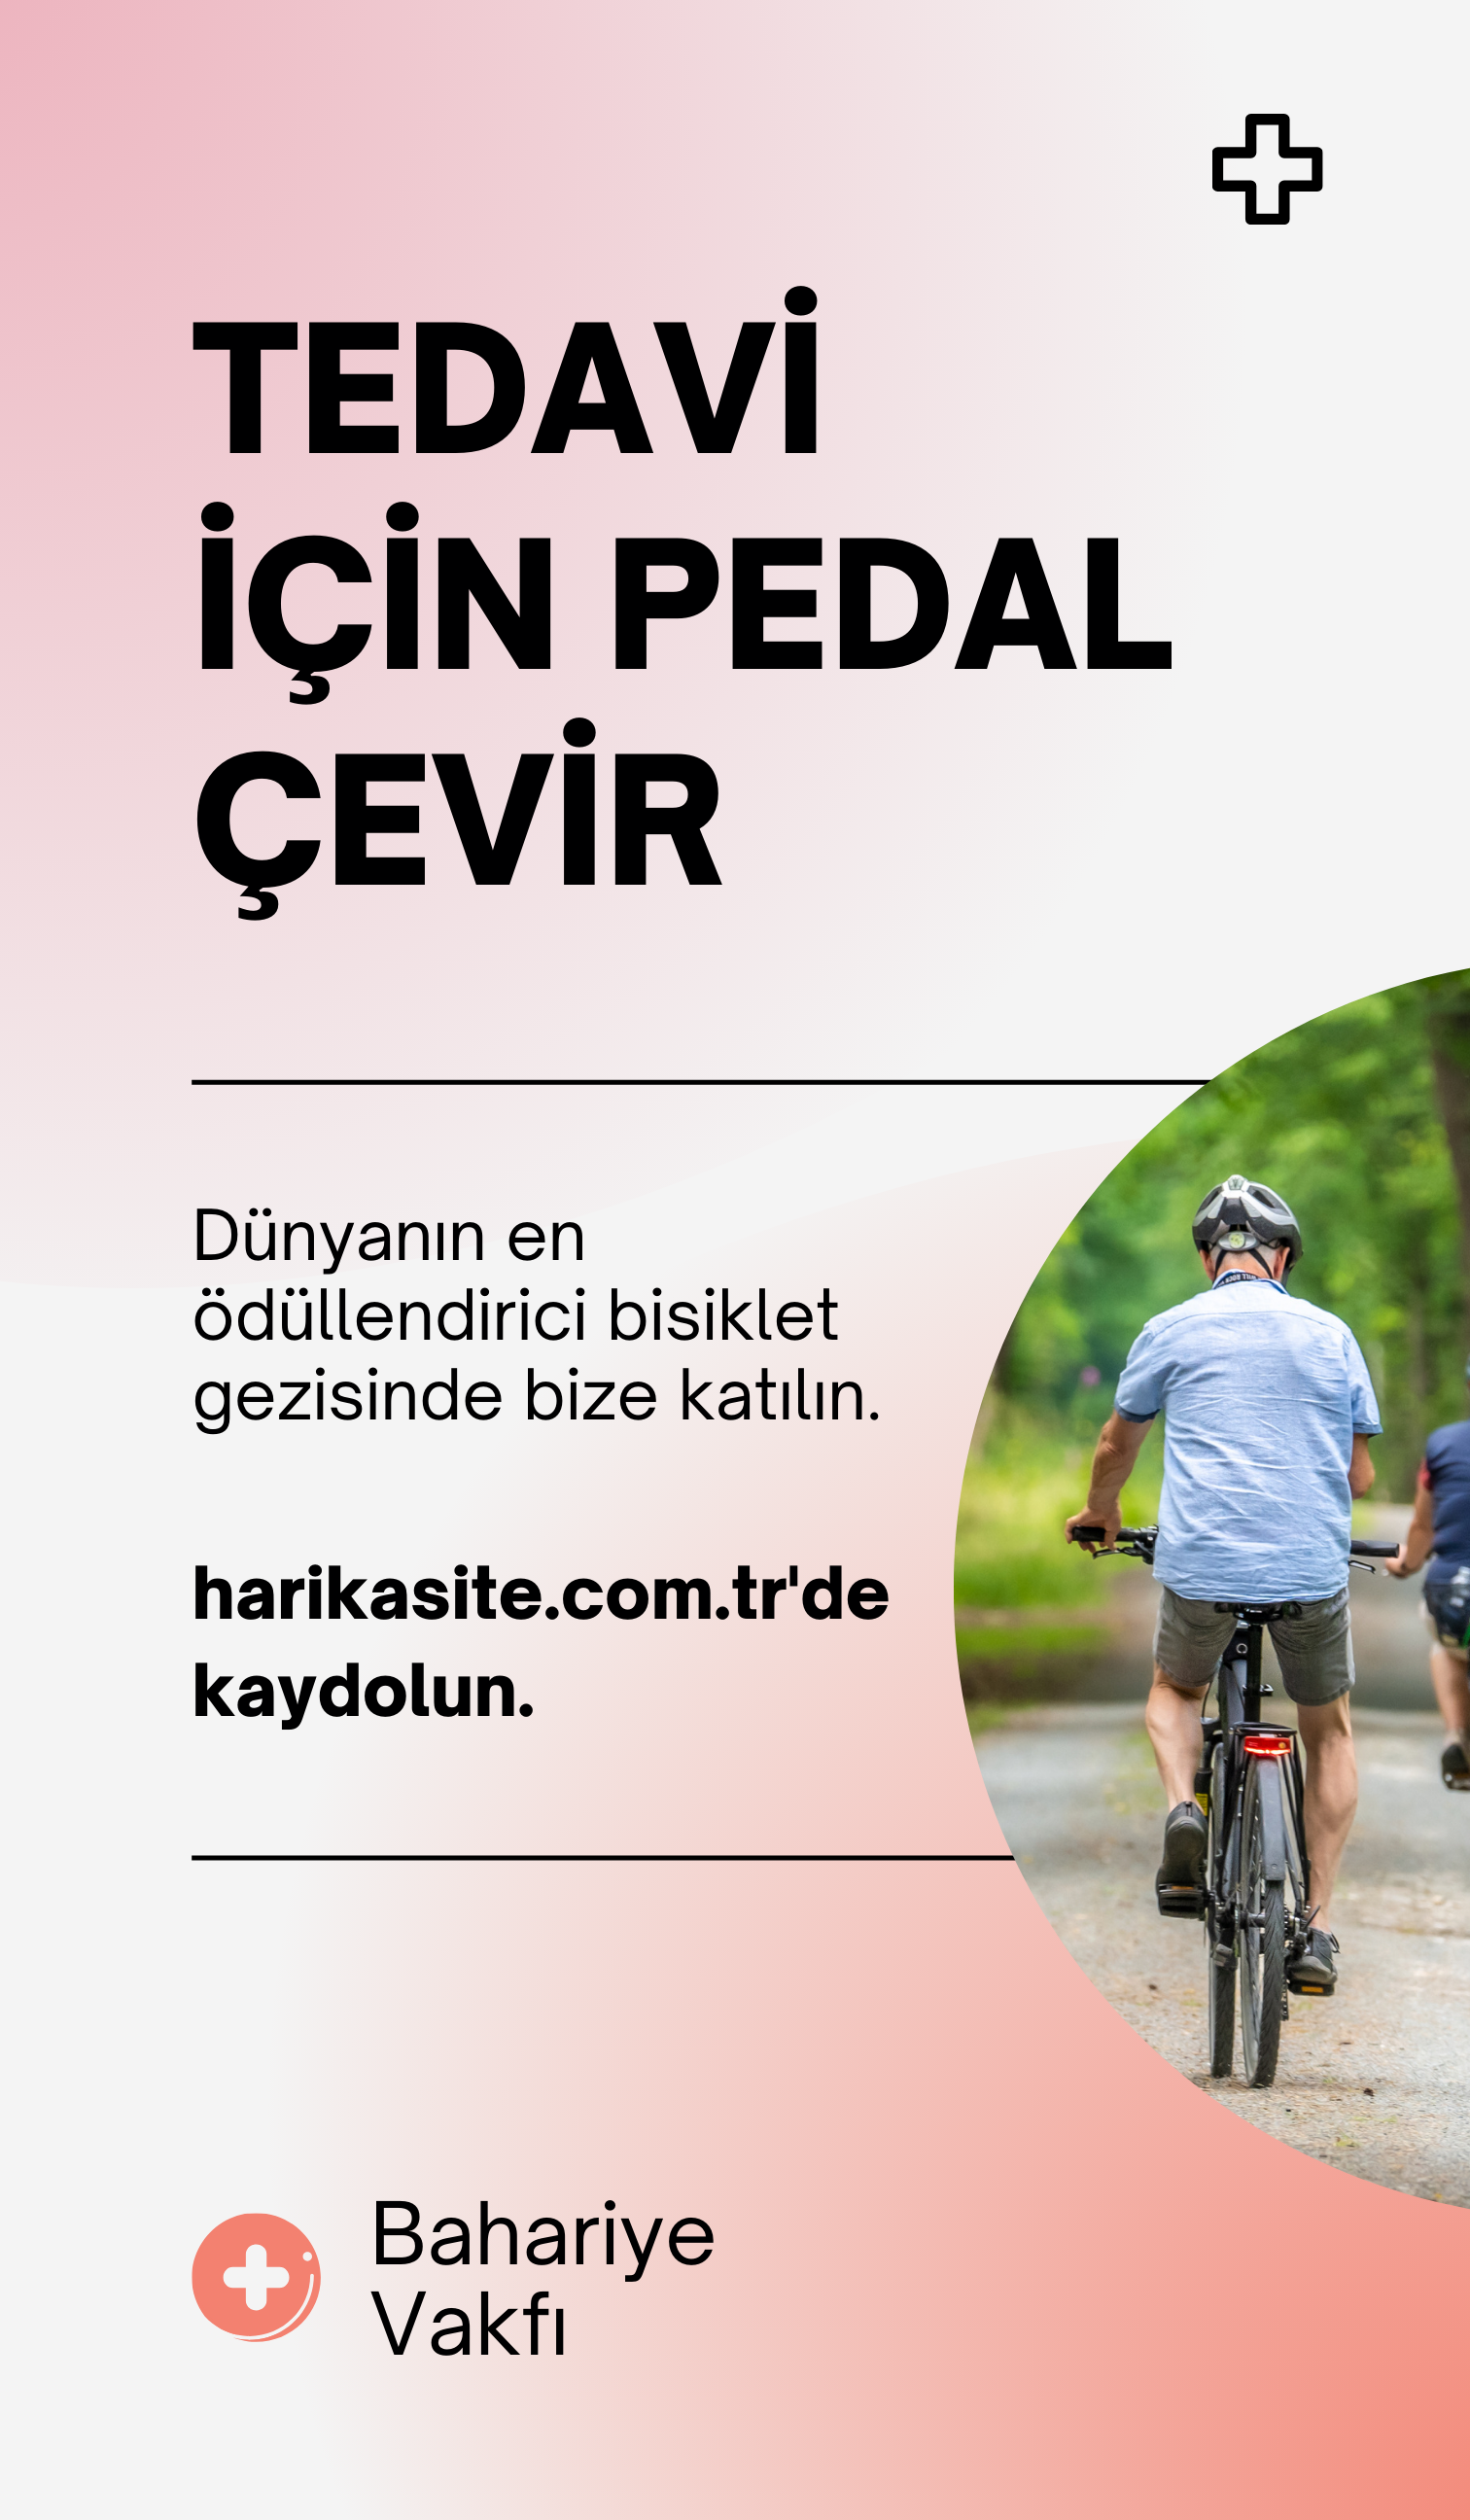 TEDAVİ
İÇİN PEDAL
ÇEVİR
Dünyanın en
ödüllendirici bisiklet
gezisinde bize katılın.
harikasite.com.tr'de
kaydolun.
Bahariye
Vakfı